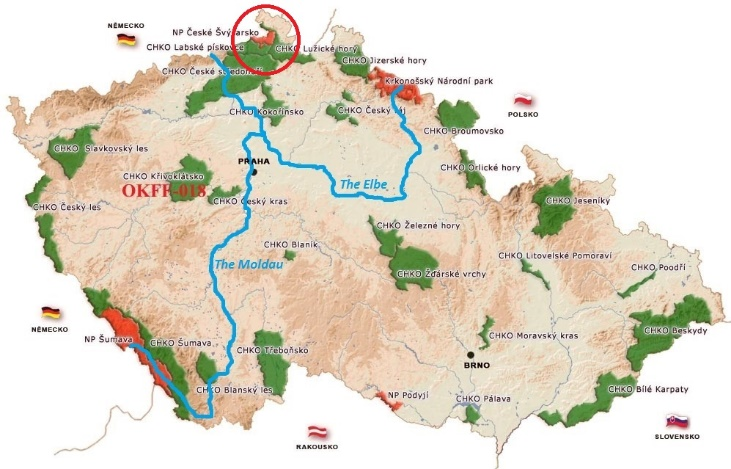 NĚMECKO
NP České Švýcarsko
CHKO Labské pískovce
CHKO Lužické hory
CHKO Jizerské hory
CHKO České středohoří
Krkonošský Národní park
POLSKO
CHKO Kokořínsko
CHKO Český ráj
CHKO Broumovsko
CHKO Slavkovský les
PRAHA
CHKO Orlické hory
CHKO Křivoklátsko
The Elbe
OKFF-018
CHKO Český les
CHKO Český kras
CHKO Jeseníky
CHKO Železné hory
CHKO Blaník
CHKO Litovelské Pomoraví
The Moldau
CHKO Poodří
CHKO Žďárské vrchy
NĚMECKO
CHKO Beskydy
NP Šumava
CHKO Šumava
CHKO Moravský kras
CHKO Třeboňsko
BRNO
CHKO Blanský les
CHKO Bílé Karpaty
NP Podyjí
CHKO Pálava
SLOVENSKO
RAKOUSKO